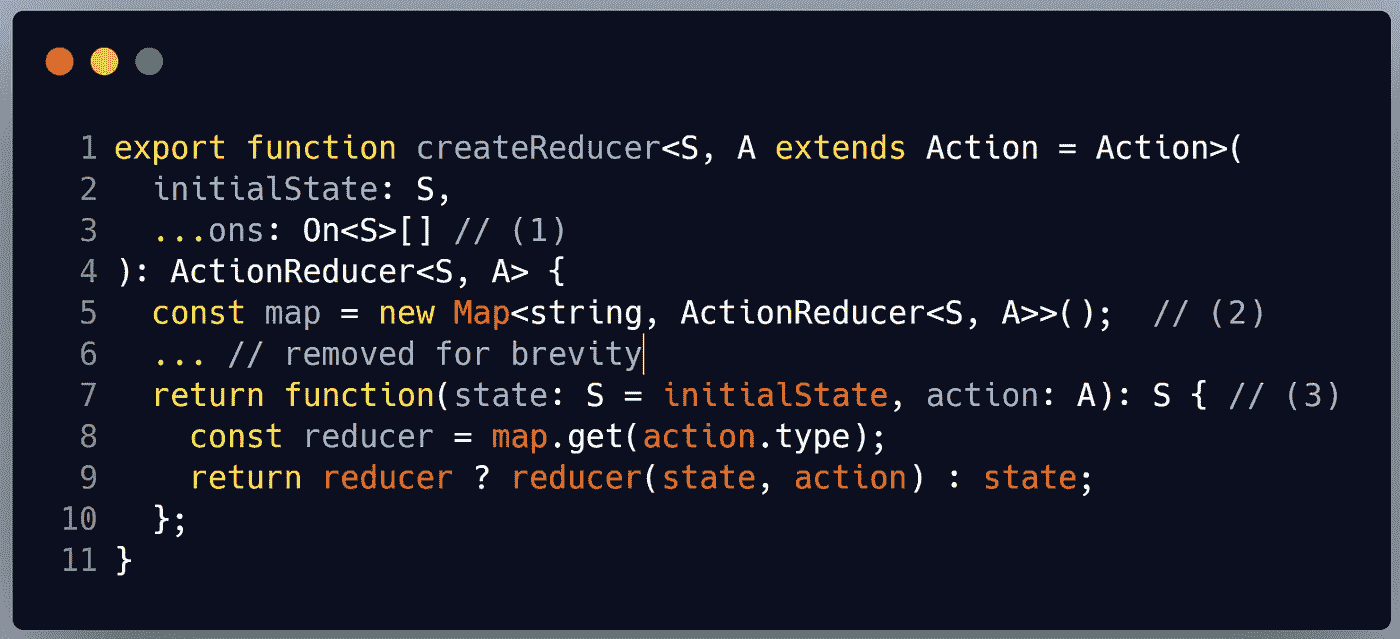 1 export function createReducer<S, A extends Action = Action>(
2   initialState: S,
3   ...ons: On<S>[] // (1)
4 ): ActionReducer<S, A> {
5   const map = new Map<string, ActionReducer<S, A>>();  // (2)
6   ... // removed for brevity
7   return function(state: S = initialState, action: A): S { // (3)
8     const reducer = map.get(action.type);
9     return reducer ? reducer(state, action) : state;
10   };
11 }